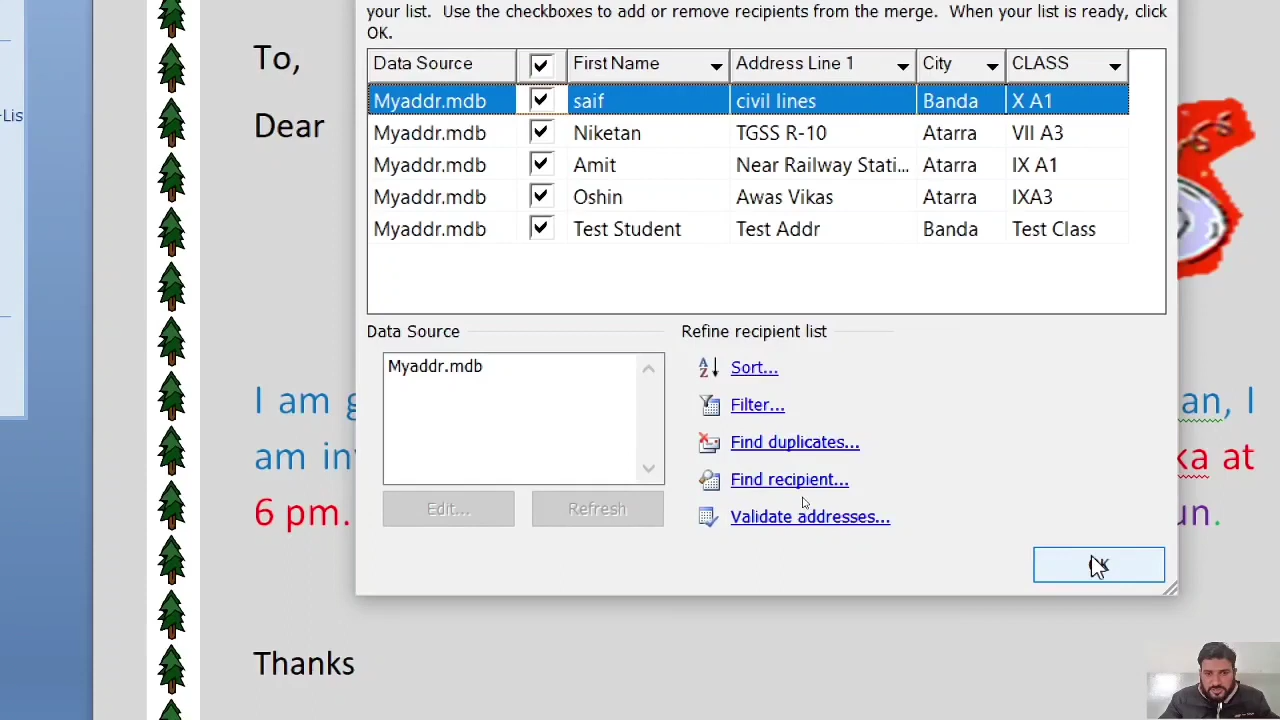 your list. Use the checkboxes to add or remove recipients from the merge. When your list is ready, click
OK.
Data Source First Name Address Line 1 City CLASS
Myaddr.mdb saif civil lines Banda X A1
Myaddr.mdb Niketan TGSS R-10 Atarra VII A3
Myaddr.mdb Amit Near Railway Stati... Atarra IX A1
Myaddr.mdb Oshin Awas Vikas Atarra IXA3
Myaddr.mdb Test Student Test Addr Banda Test Class
Data Source
Myaddr.mdb
Edit...
Refresh
Refine recipient list
Sort...
Filter...
Find duplicates...
Find recipient...
Validate addresses...
To,
Dear
-Lis
I am g an, I
am in ka at
6 pm. un.
Thanks